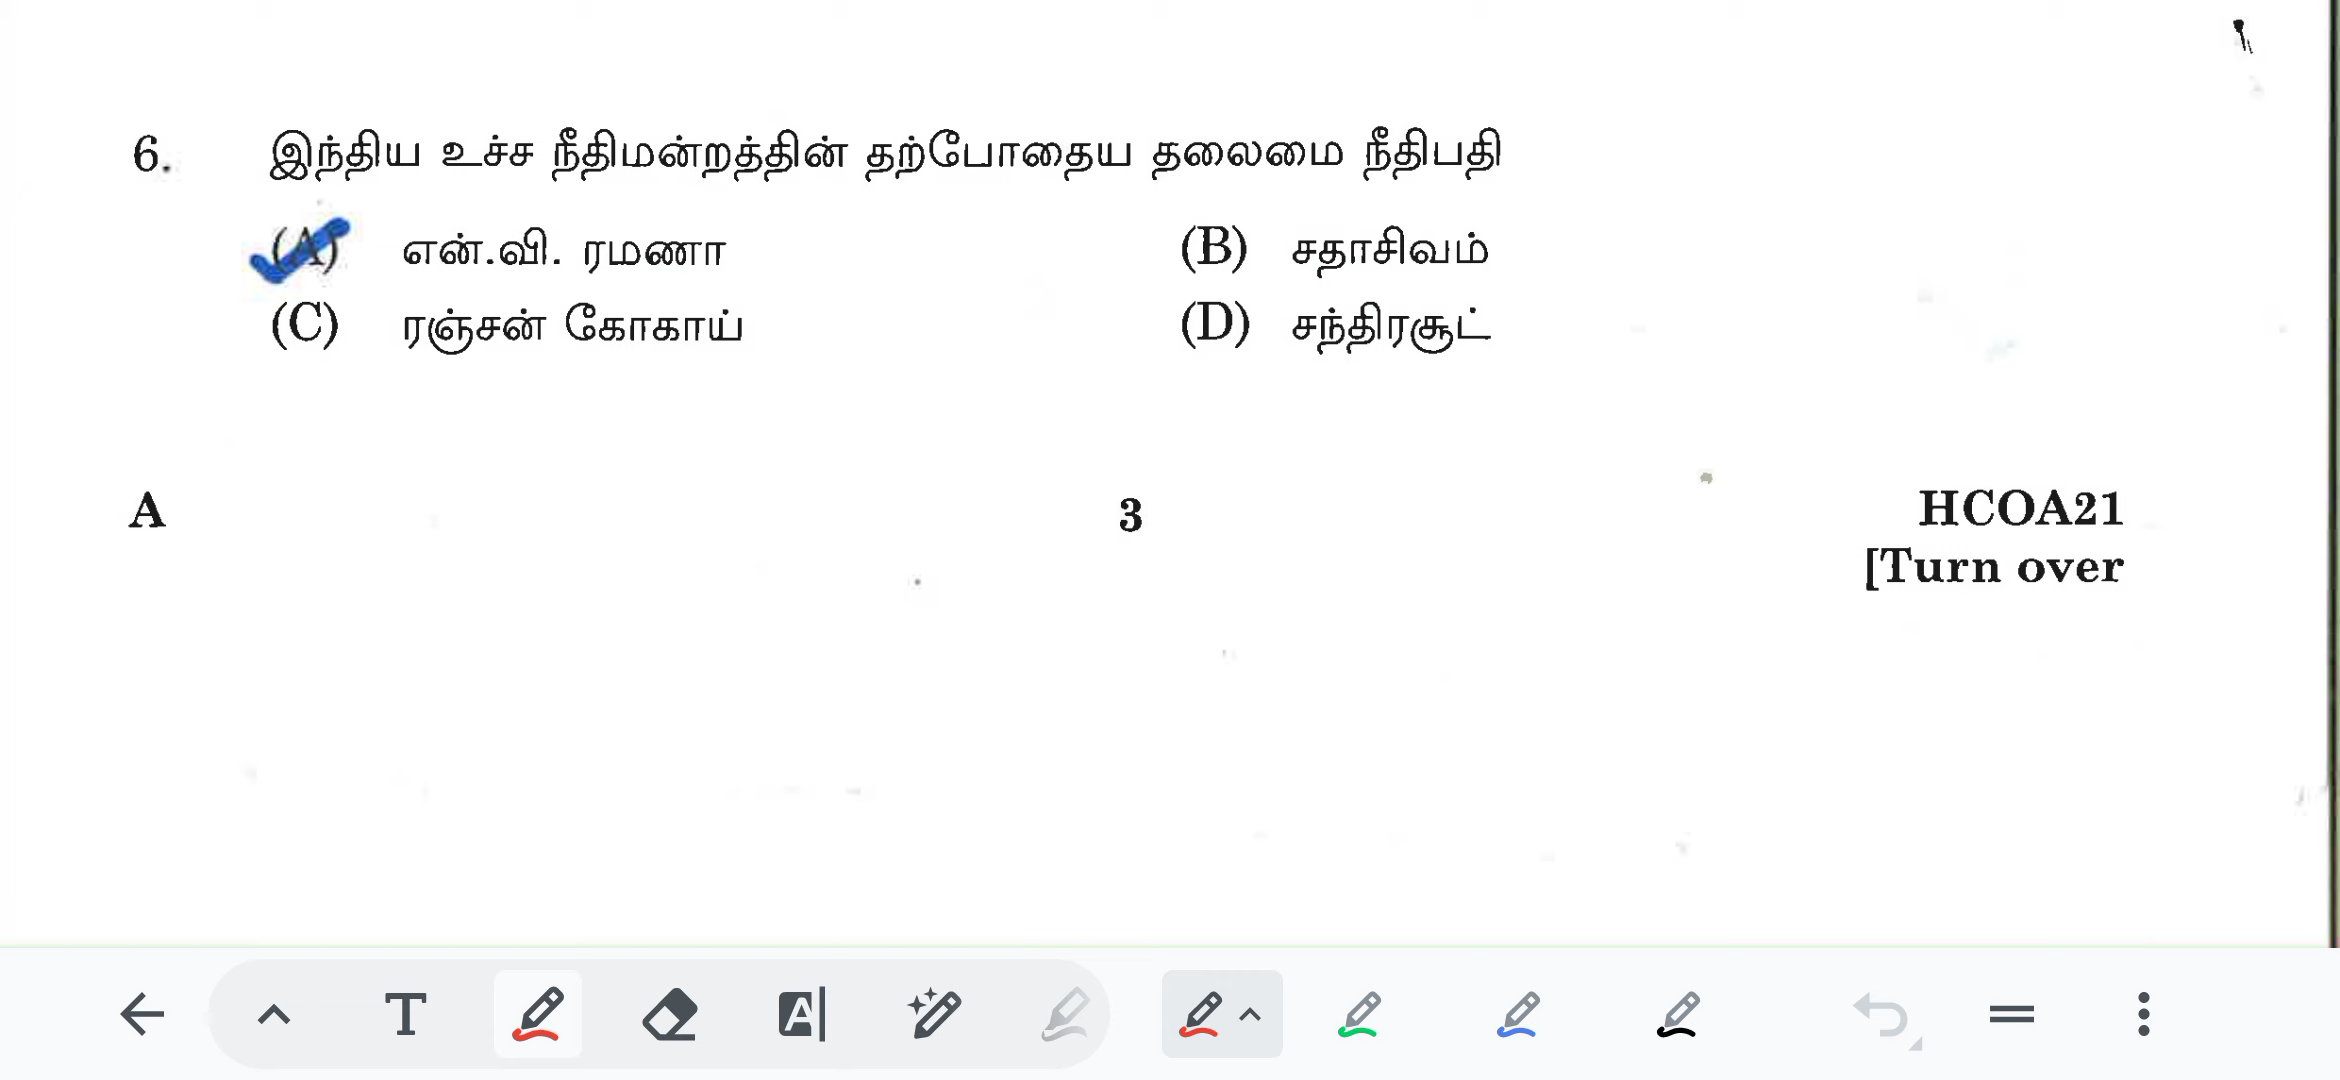 6. இந்திய உச்ச நீதிமன்றத்தின் தற்போதைய தலைமை நீதிபதி
(A) என்.வி. ரமணா (B) சதாசிவம்
(C) ரஞ்சன் கோகாய் (D) சந்திரசூட்
A 3 HCOA21
[Turn over